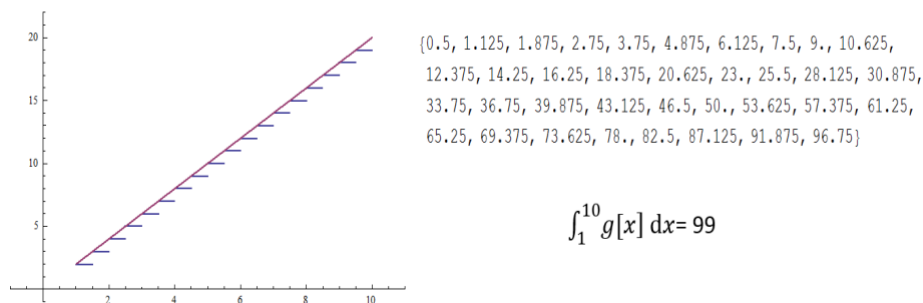 20
15
10
5
2 4 6 8 10
{0.5, 1.125, 1.875, 2.75, 3.75, 4.875, 6.125, 7.5, 9., 10.625,
12.375, 14.25, 16.25, 18.375, 20.625, 23., 25.5, 28.125, 30.875,
33.75, 36.75, 39.875, 43.125, 46.5, 50., 53.625, 57.375, 61.25,
65.25, 69.375, 73.625, 78., 82.5, 87.125, 91.875, 96.75}
∫₁¹⁰ g[x] dx= 99